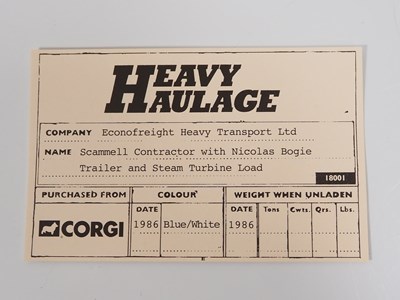 HEAVY
HAULAGE
COMPANY Econofreight Heavy Transport Ltd
NAME Scammell Contractor with Nicolas Bogie
Trailer and Steam Turbine Load
18001
PURCHASED FROM COLOUR WEIGHT WHEN UNLADEN
CORGI
DATE DATE Tons Cwts. Qrs. Lbs.
1986 Blue/White 1986